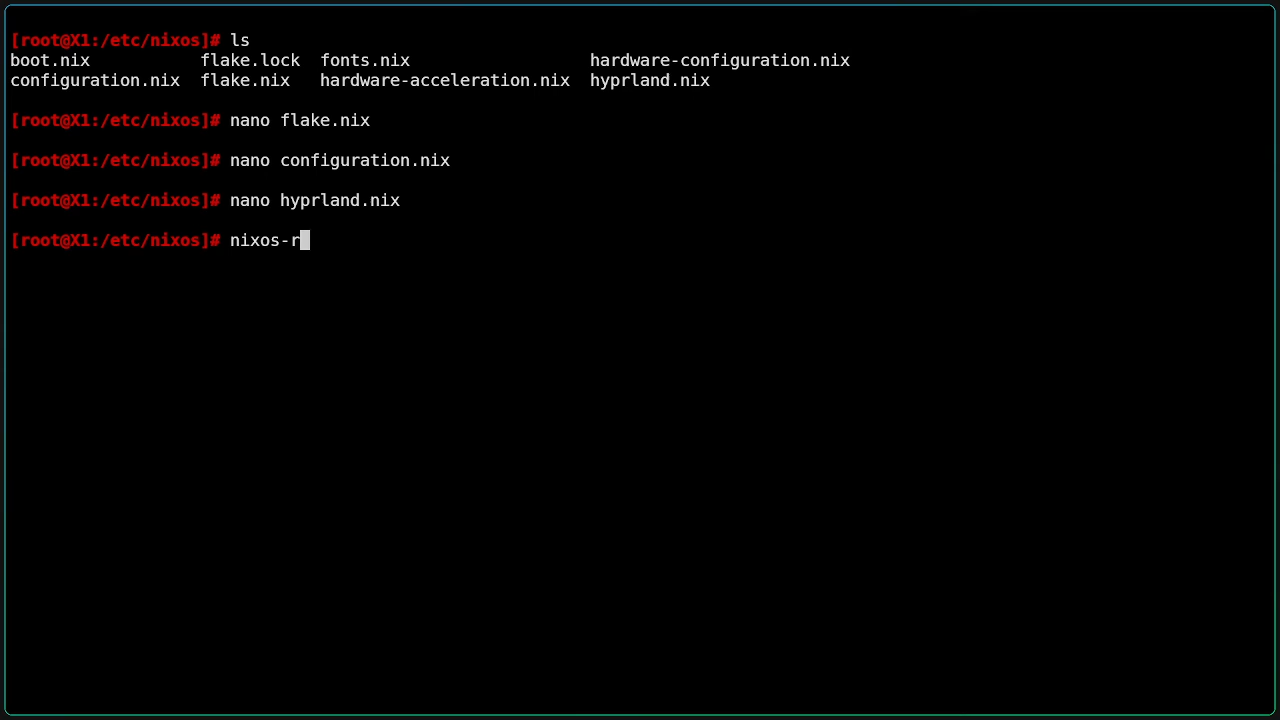 [root@X1:/etc/nixos]# ls
boot.nix           flake.lock  fonts.nix                  hardware-configuration.nix
configuration.nix  flake.nix   hardware-acceleration.nix  hyprland.nix
[root@X1:/etc/nixos]# nano flake.nix
[root@X1:/etc/nixos]# nano configuration.nix
[root@X1:/etc/nixos]# nano hyprland.nix
[root@X1:/etc/nixos]# nixos-r